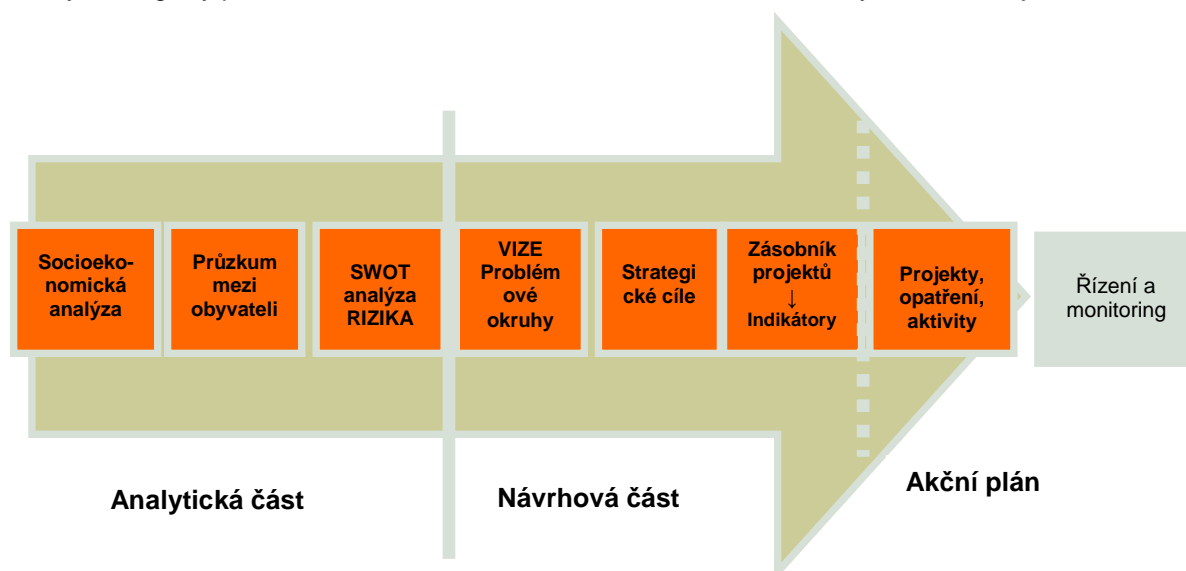 Socioeko-
nomická
analýza
Průzkum
mezi
obyvateli
SWOT
analýza
RIZIKA
VIZE
Problém
ové
okruhy
Strategi
cké cíle
Zásobník
projektů
↓
Indikátory
Projekty,
opatření,
aktivity
Řízení a
monitoring
Analytická část
Návrhová část
Akční plán